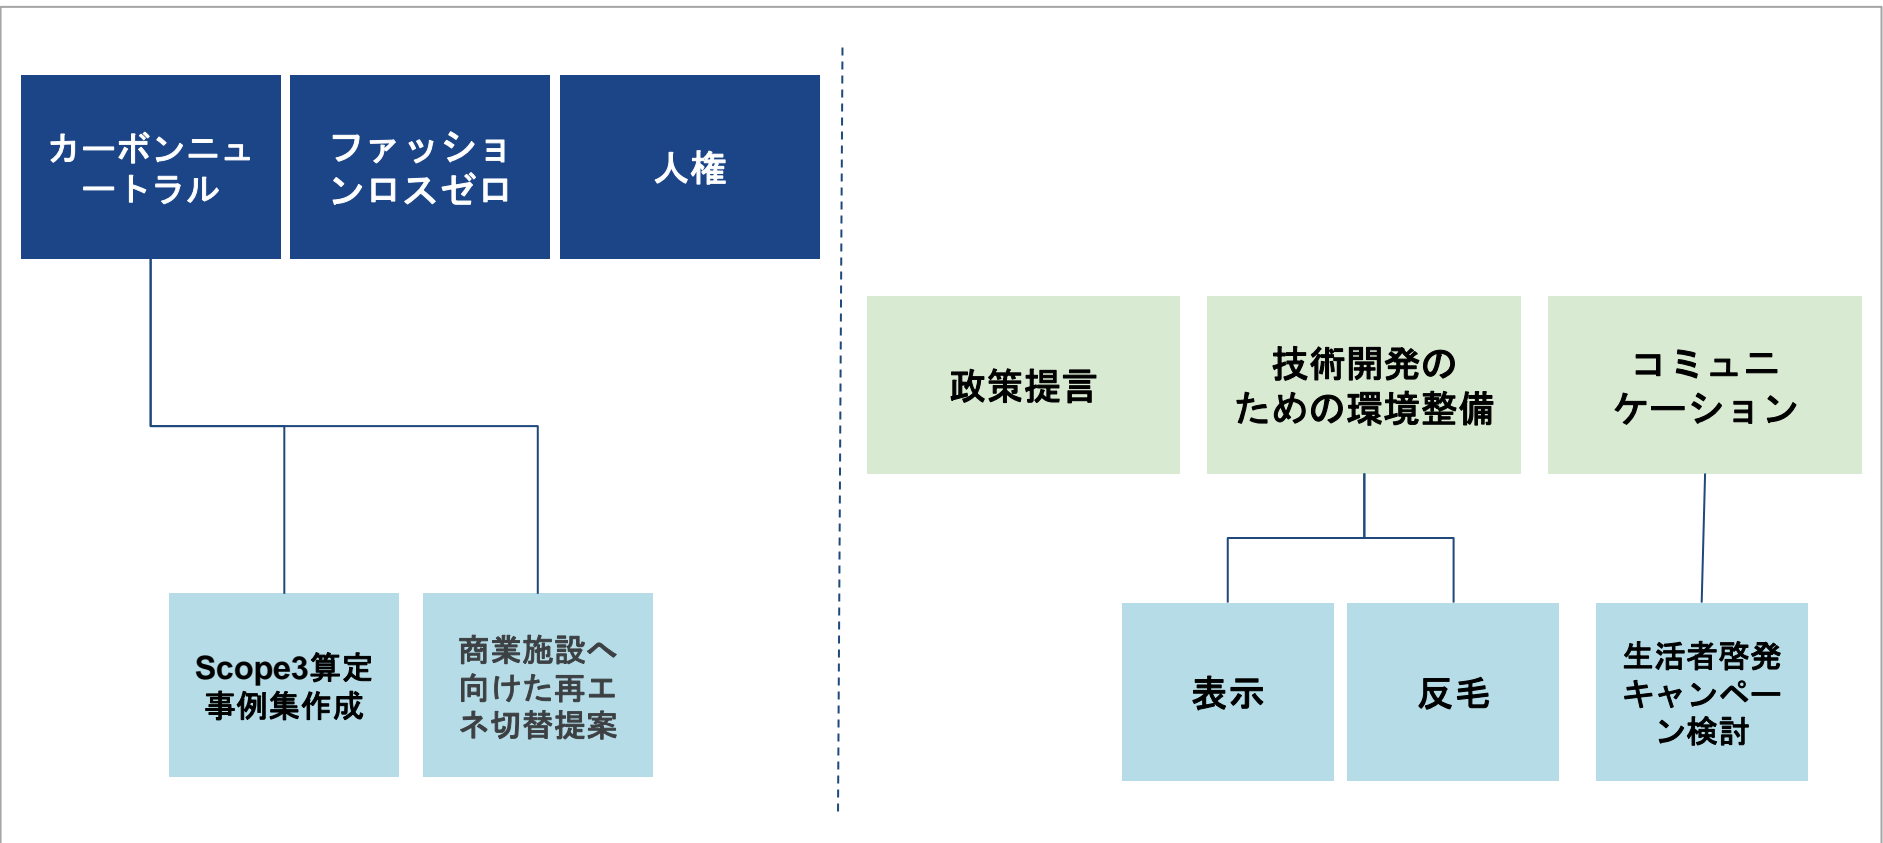 カーボンニュ
ートラル
ファッショ
ンロスゼロ
人権
政策提言
技術開発の
ための環境整備
コミュニ
ケーション
Scope3算定
事例集作成
商業施設へ
向けた再エ
ネ切替提案
表示
反毛
生活者啓発
キャンペー
ン検討